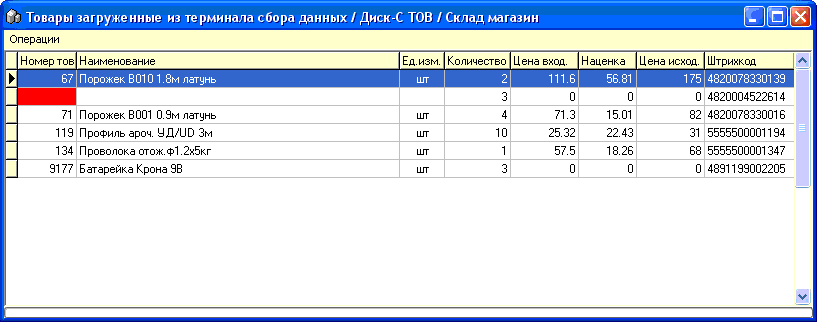 Товары загруженные из терминала сбора данных / Диск-С ТОВ / Склад магазин
Операции
Номер тов Наименование Ед.изм. Количество Цена вход. Наценка Цена исход. Штрихкод
67 Порожек В010 1.8м латунь шт 2 111.6 56.81 175 4820078330139
3 0 0 0 4820004522614
71 Порожек В001 0.9м латунь шт 4 71.3 15.01 82 4820078330016
119 Профиль ароч. УД/UD 3м шт 10 25.32 22.43 31 5555500001194
134 Проволока отож.ф1.2х5кг шт 1 57.5 18.26 68 5555500001347
9177 Батарейка Крона 9В шт 3 0 0 0 4891199002205